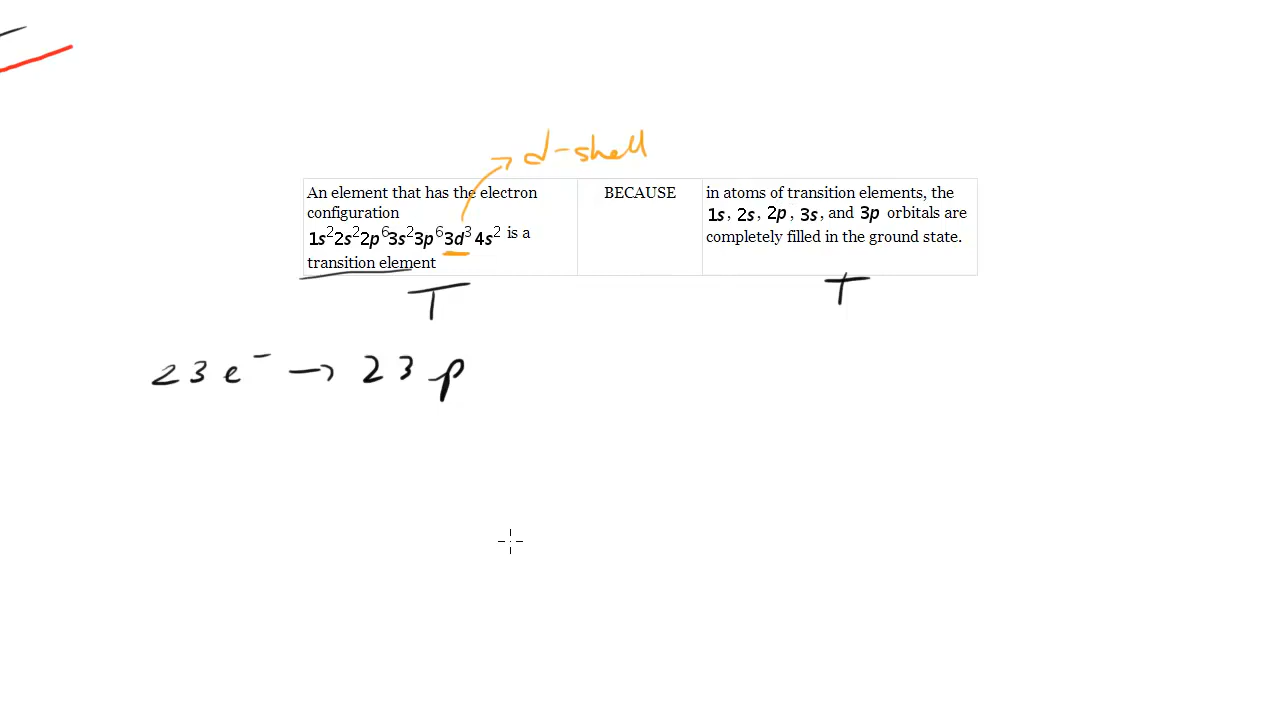 d-shell
An element that has the electron BECAUSE in atoms of transition elements, the
configuration 1s, 2s, 2p, 3s, and 3p orbitals are
1s²2s²2p⁶3s²3p⁶3d³4s² is a completely filled in the ground state.
transition element
T T
23 e⁻ → 23 p